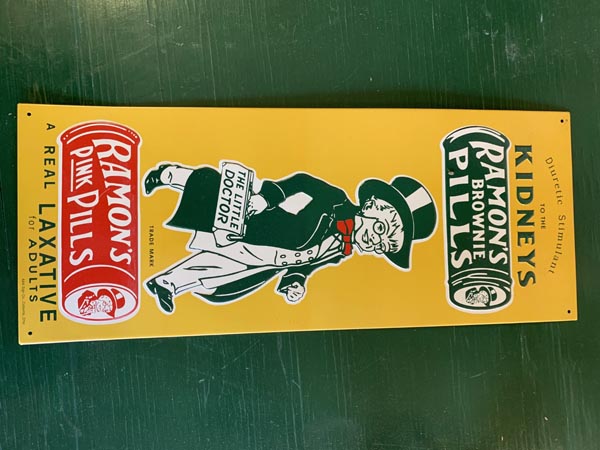 Diuretic Stimulant
TO THE
KIDNEYS
RAMON'S
BROWNIE
PILLS
THE LITTLE
DOCTOR
TRADE MARK
RAMON'S
PINK PILLS
A REAL LAXATIVE
for ADULTS